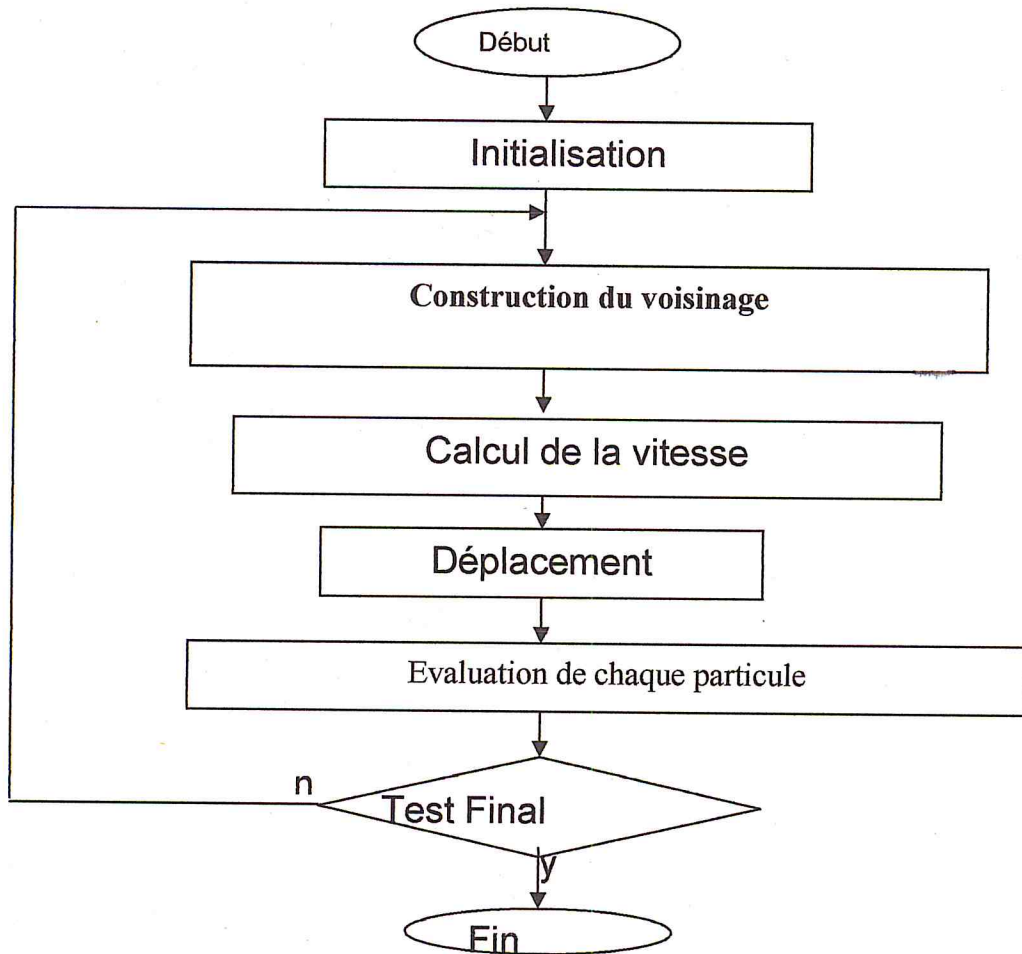 Début
Initialisation
Construction du voisinage
Calcul de la vitesse
Déplacement
Evaluation de chaque particule
n
Test Final
y
Fin